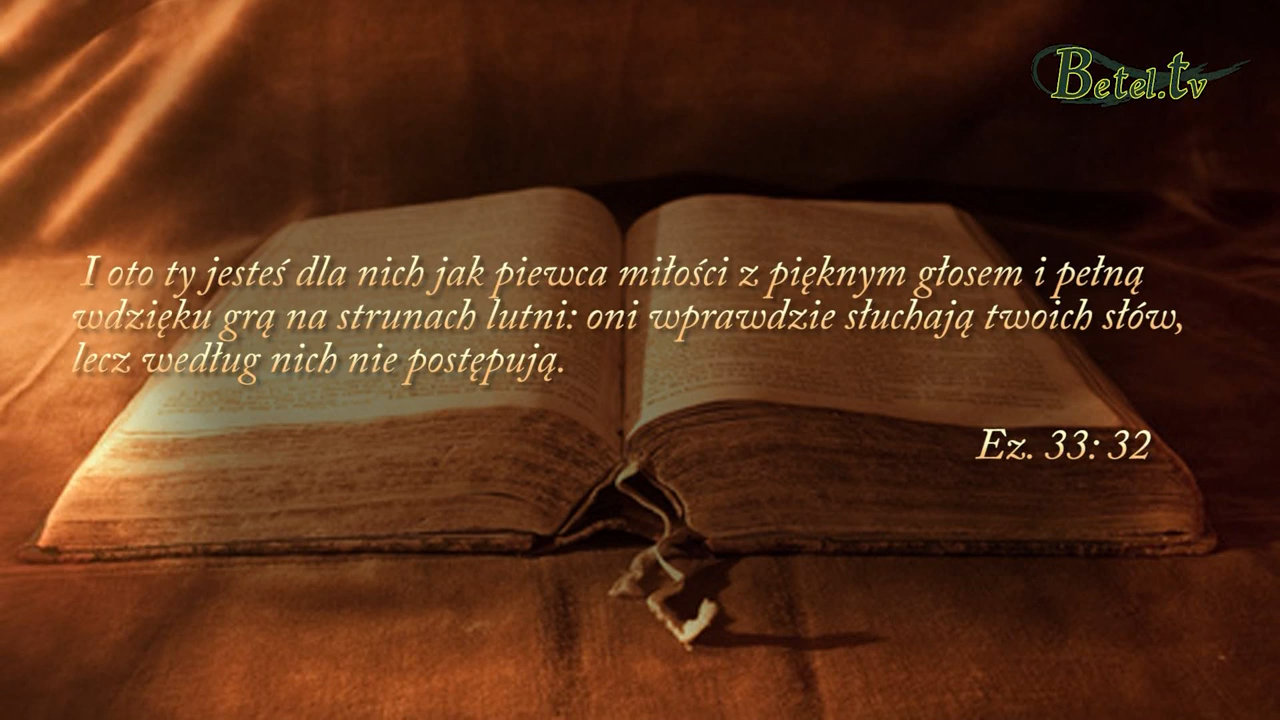 Betel.tv
I oto ty jesteś dla nich jak piewca miłości z pięknym głosem i pełną
wdzięku grą na strunach lutni: oni wprawdzie słuchają twoich słów,
lecz według nich nie postępują.
Ez. 33: 32